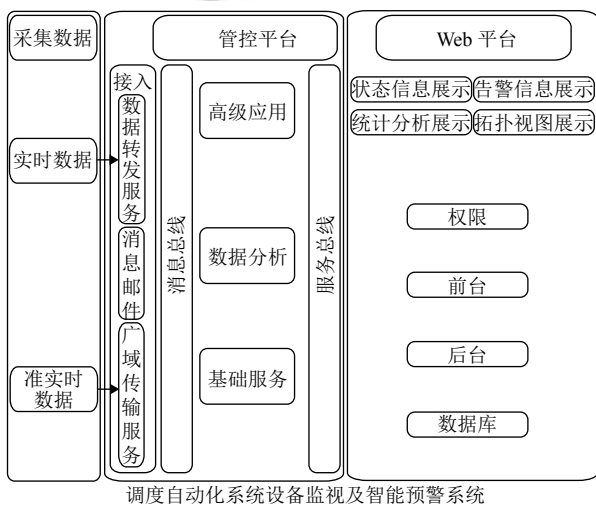 采集数据
实时数据
准实时
数据
管控平台
接入
数据转发服务
消息邮件
广域传输服务
消息总线
高级应用
数据分析
基础服务
服务总线
Web 平台
状态信息展示
告警信息展示
统计分析展示
拓扑视图展示
权限
前台
后台
数据库
调度自动化系统设备监视及智能预警系统